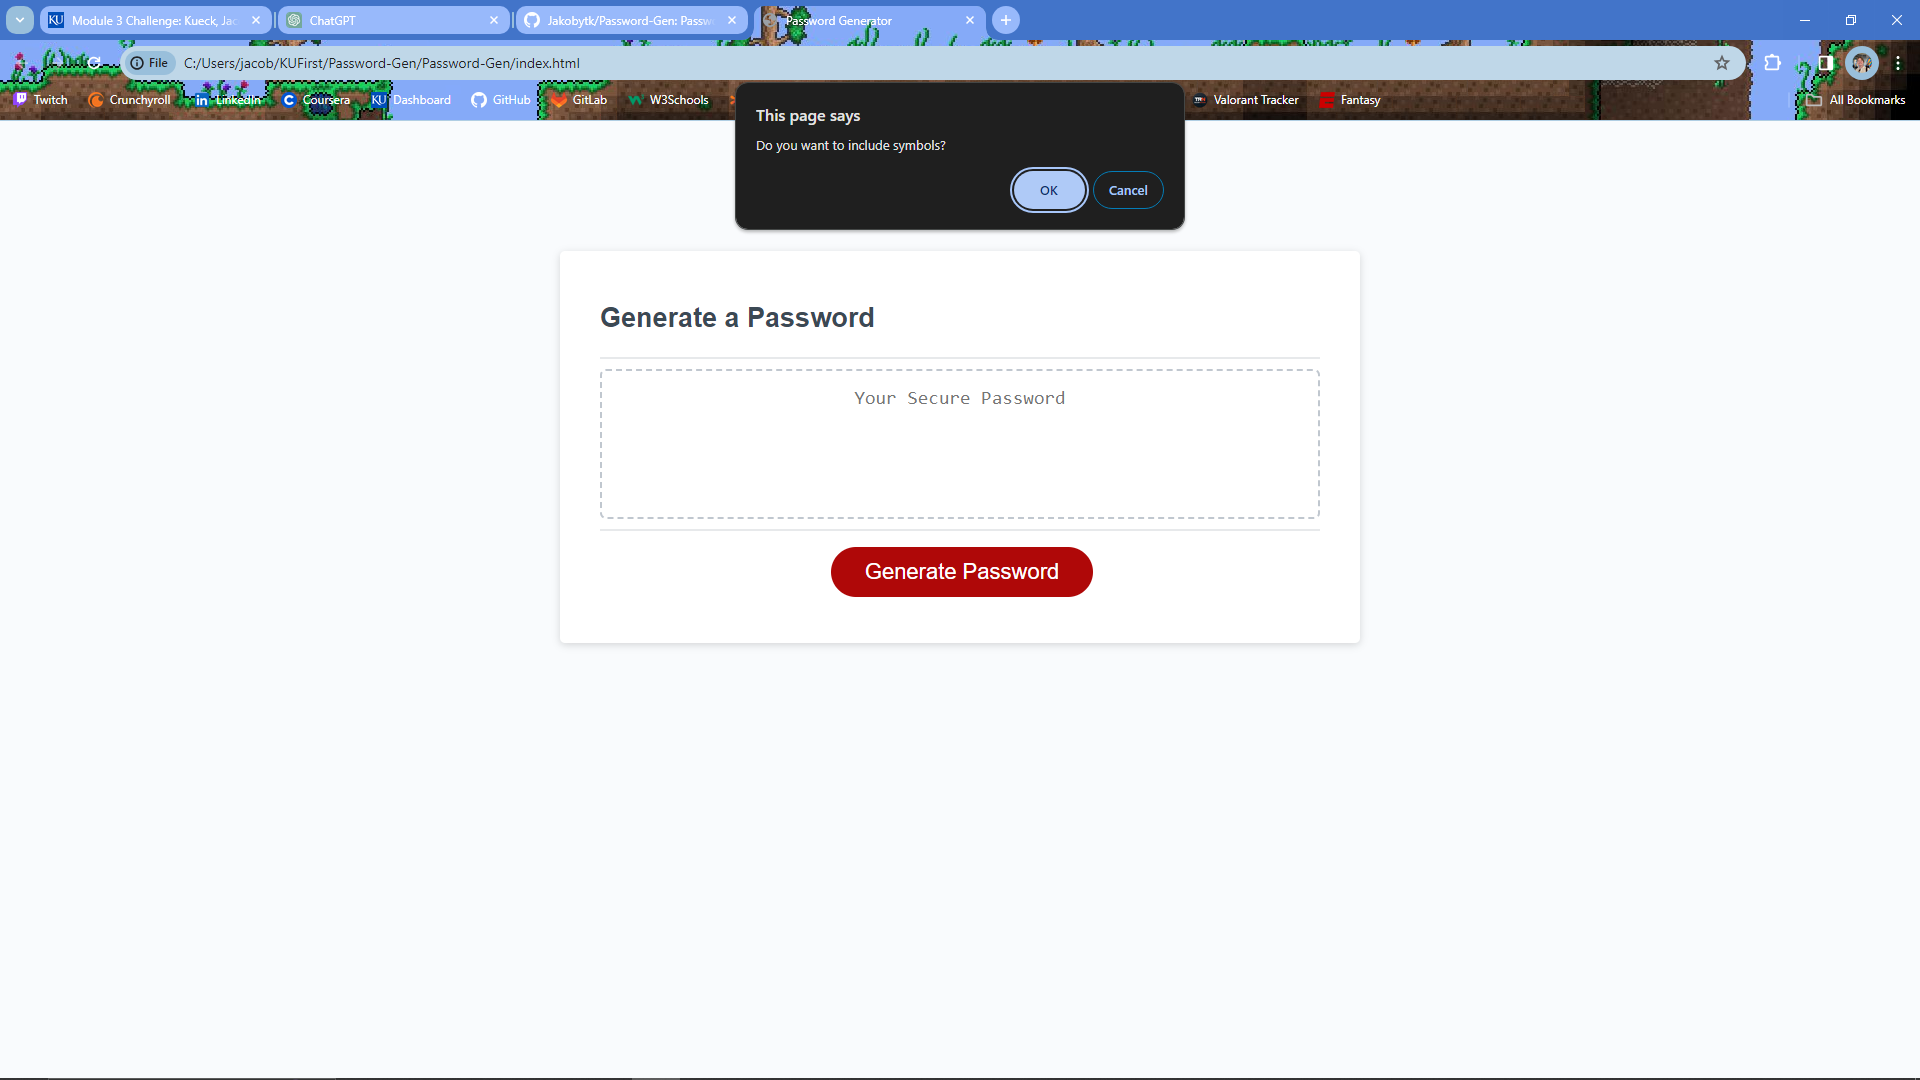 Module 3 Challenge: Kueck, Jac
ChatGPT
Jakobytk/Password-Gen: Passw
Password Generator
File
C:/Users/jacob/KUFirst/Password-Gen/Password-Gen/index.html
Twitch
Crunchyroll
LinkedIn
Coursera
KU Dashboard
GitHub
GitLab
W3Schools
Valorant Tracker
Fantasy
All Bookmarks
This page says
Do you want to include symbols?
OK
Cancel
Generate a Password
Your Secure Password
Generate Password